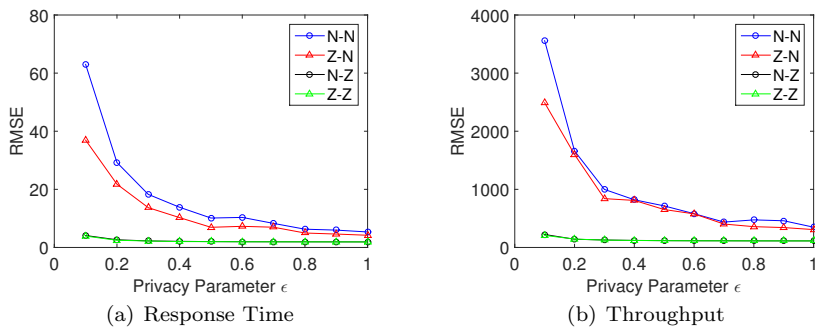 80
60
40
20
0
RMSE
0 0.2 0.4 0.6 0.8 1
Privacy Parameter ϵ
N-N
Z-N
N-Z
Z-Z
(a) Response Time
4000
3000
2000
1000
0
RMSE
0 0.2 0.4 0.6 0.8 1
Privacy Parameter ϵ
N-N
Z-N
N-Z
Z-Z
(b) Throughput